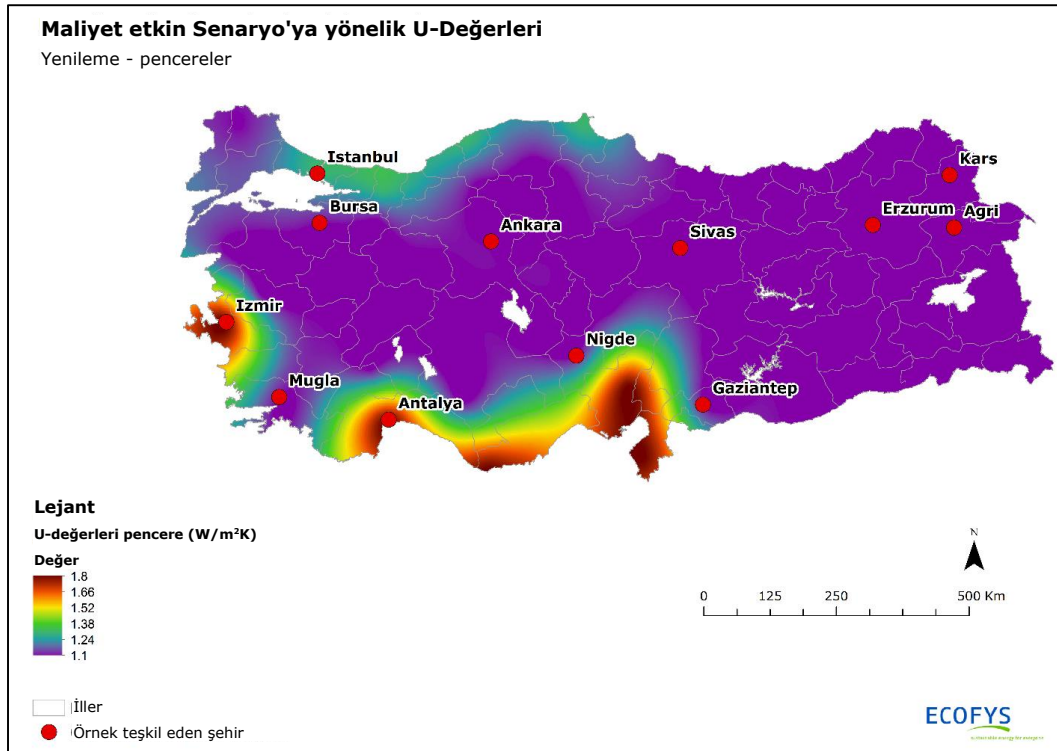 Maliyet etkin Senaryo'ya yönelik U-Değerleri
Yenileme - pencereler
Istanbul
Kars
Bursa
Erzurum
Agri
Ankara
Sivas
Izmir
Nigde
Mugla
Gaziantep
Antalya
Lejant
U-değerleri pencere (W/m²K)
Değer
1.8
1.66
1.52
1.24
1.1
N
0 125 250 500 Km
İller
Örnek teşkil eden şehir
ECOFYS